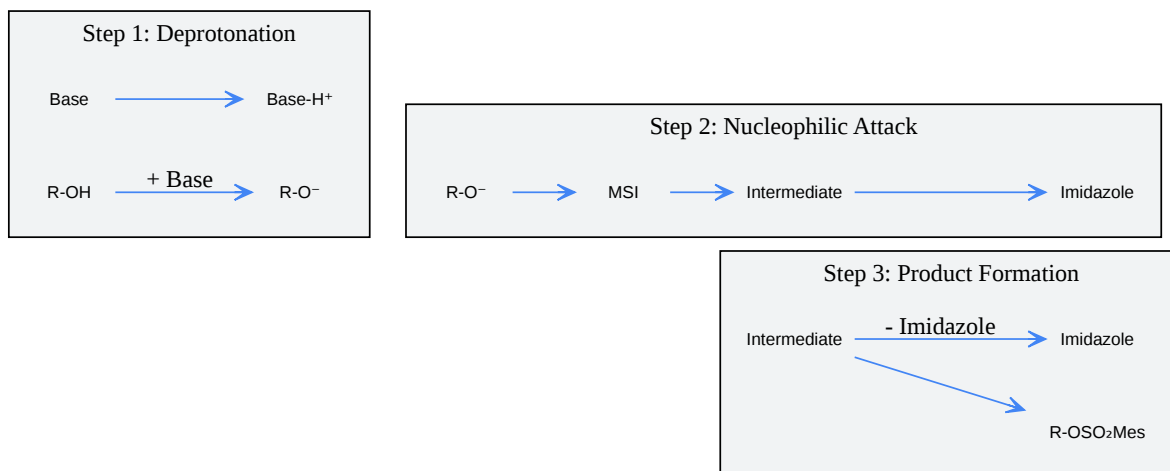 Step 1: Deprotonation
Base Base-H⁺
R-OH + Base R-O⁻
Step 2: Nucleophilic Attack
R-O⁻ MSI Intermediate Imidazole
Step 3: Product Formation
Intermediate - Imidazole Imidazole
R-OSO₂Mes